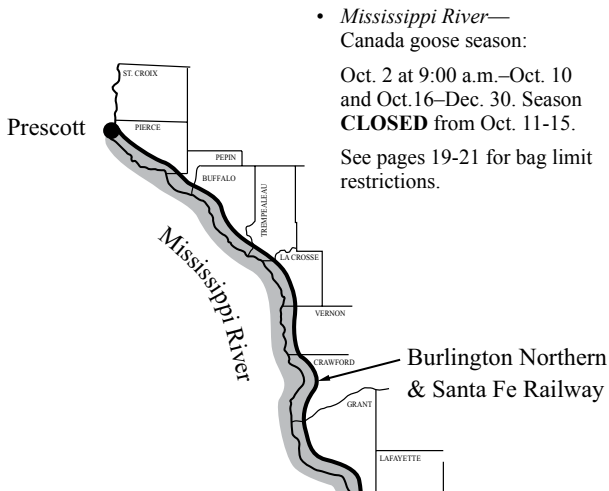 • Mississippi River—
Canada goose season:
Oct. 2 at 9:00 a.m.–Oct. 10
and Oct.16–Dec. 30. Season
CLOSED from Oct. 11-15.
See pages 19-21 for bag limit
restrictions.
ST. CROIX
Prescott
PIERCE
PEPIN
BUFFALO
TREMPEALEAU
LA CROSSE
Mississippi River
VERNON
CRAWFORD
Burlington Northern
& Santa Fe Railway
GRANT
LAFAYETTE